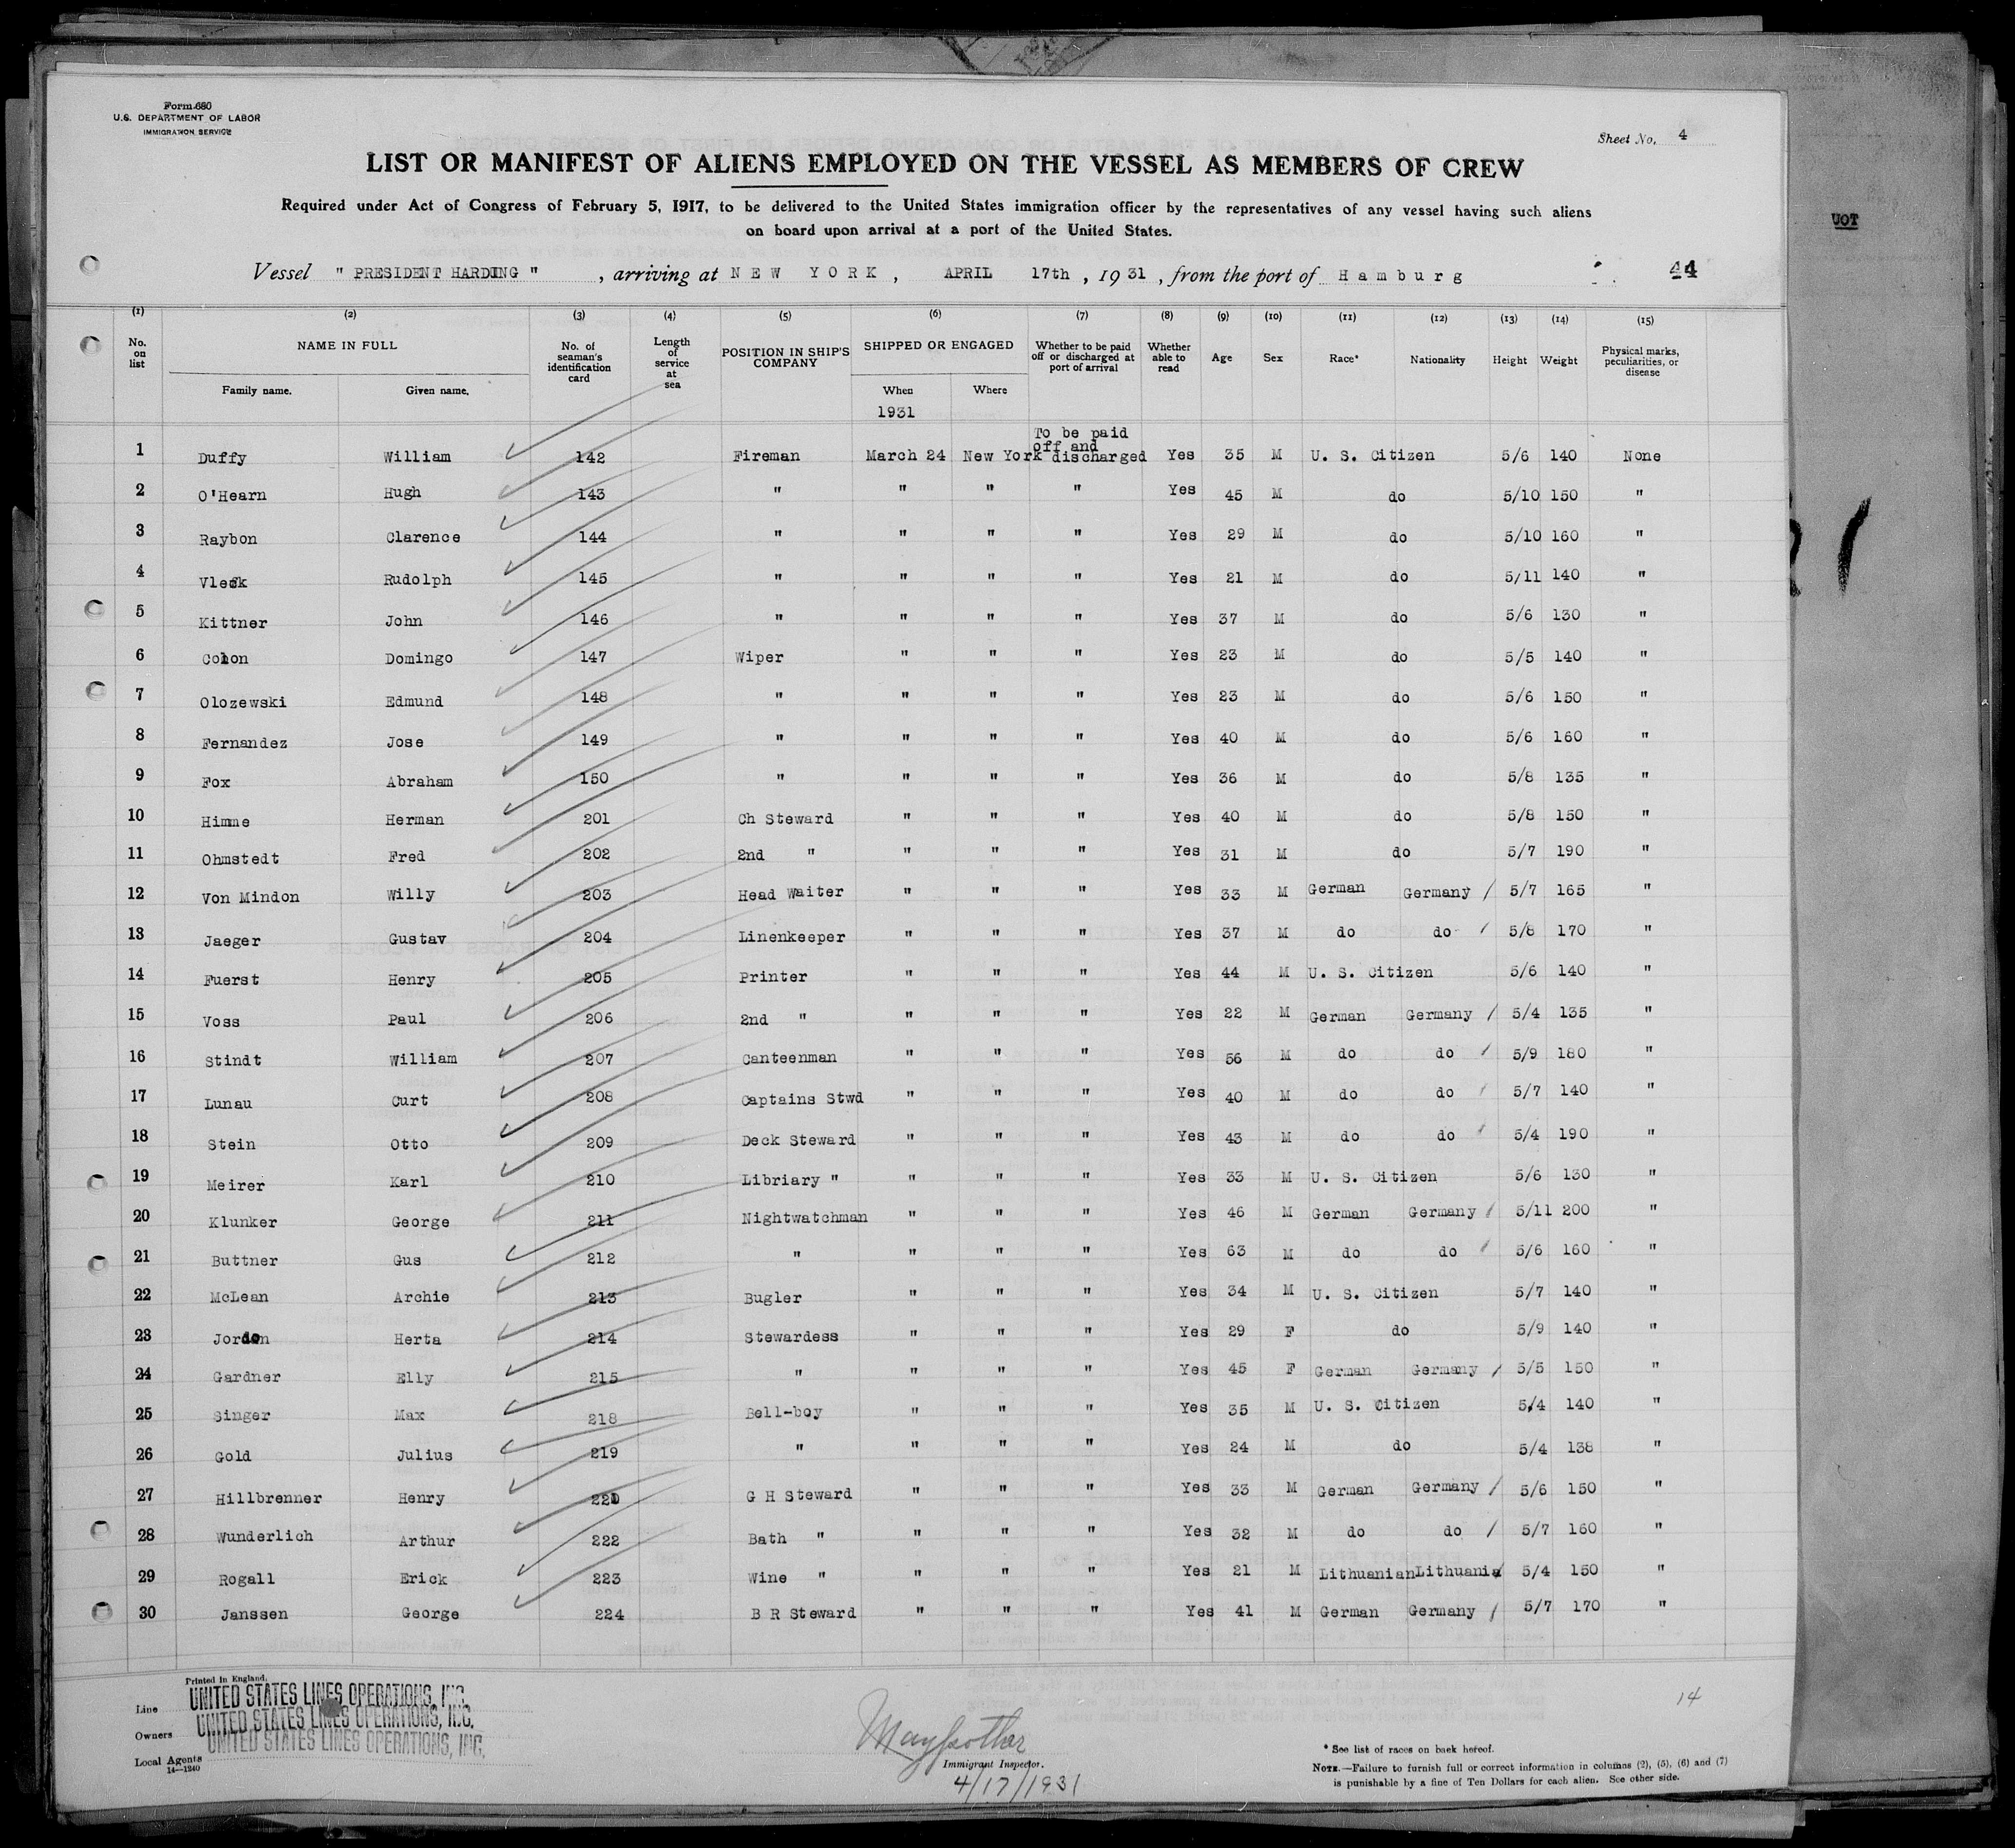 Form 680
U.S. DEPARTMENT OF LABOR
IMMIGRATION SERVICE
Sheet No. 4
LIST OR MANIFEST OF ALIENS EMPLOYED ON THE VESSEL AS MEMBERS OF CREW
Required under Act of Congress of February 5, 1917, to be delivered to the United States immigration officer by the representatives of any vessel having such aliens
on board upon arrival at a port of the United States.
UOT
Vessel " PRESIDENT HARDING " , arriving at NEW YORK, APRIL 17th, 1931, from the port of Hamburg 44
(1) (2) (3) (4) (5) (6) (7) (8) (9) (10) (11) (12) (13) (14) (15)
No. on list NAME IN FULL Family name. Given name. No. of seaman's identification card Length of service at sea POSITION IN SHIP'S COMPANY SHIPPED OR ENGAGED When Where Whether to be paid off or discharged at port of arrival Whether able to read Age Sex Race* Nationality Height Weight Physical marks, peculiarities, or disease
1931
1 Duffy William 142 Fireman March 24 New York To be paid off and discharged Yes 35 M U. S. Citizen 5/6 140 None
2 O'Hearn Hugh 143 " " " " Yes 45 M do 5/10 150 "
3 Raybon Clarence 144 " " " " Yes 29 M do 5/10 160 "
4 Vleck Rudolph 145 " " " " Yes 21 M do 5/11 140 "
5 Kittner John 146 " " " " Yes 37 M do 5/6 130 "
6 Colon Domingo 147 Wiper " " " Yes 23 M do 5/5 140 "
7 Olozewski Edmund 148 " " " " Yes 23 M do 5/6 150 "
8 Fernandez Jose 149 " " " " Yes 40 M do 5/6 160 "
9 Fox Abraham 150 " " " " Yes 36 M do 5/8 135 "
10 Himme Herman 201 Ch Steward " " " Yes 40 M do 5/8 150 "
11 Ohmstedt Fred 202 2nd " " " " Yes 31 M do 5/7 190 "
12 Von Mindon Willy 203 Head Waiter " " " Yes 33 M German Germany / 5/7 165 "
13 Jaeger Gustav 204 Linenkeeper " " " Yes 37 M do do / 5/8 170 "
14 Fuerst Henry 205 Printer " " " Yes 44 M U. S. Citizen 5/6 140 "
15 Voss Paul 206 2nd " " " " Yes 22 M German Germany / 5/4 135 "
16 Stindt William 207 Canteenman " " " Yes 56 M do do / 5/9 180 "
17 Lunau Curt 208 Captains Stwd " " " Yes 40 M do do / 5/7 140 "
18 Stein Otto 209 Deck Steward " " " Yes 43 M do do / 5/4 190 "
19 Meirer Karl 210 Libriary " " " " Yes 33 M U. S. Citizen 5/6 130 "
20 Klunker George 211 Nightwatchman " " " Yes 46 M German Germany / 5/11 200 "
21 Buttner Gus 212 " " " " Yes 63 M do do / 5/6 160 "
22 McLean Archie 213 Bugler " " " Yes 34 M U. S. Citizen 5/7 140 "
23 Herta 214 Stewardess " " " Yes 29 F do 5/9 140 "
24 Gardner Elly 215 " " " " Yes 45 F German Germany / 5/5 150 "
25 Singer Max 218 Bell-boy " " " Yes 35 M U. S. Citizen 5/4 140 "
26 Gold Julius 219 " " " " Yes 24 M do 5/4 138 "
27 Hillbrenner Henry G H Steward " " " Yes 33 M German Germany / 5/6 150 "
28 Wunderlich Arthur 222 Bath " " " " Yes 32 M do do / 5/7 160 "
29 Rogall Erick 223 Wine " " " " Yes 21 M Lithuanian Lithuania 5/4 150 "
30 Janssen George 224 B R Steward " " " Yes 41 M German Germany / 5/7 170 "
Printed in England.
Line UNITED STATES LINES OPERATIONS, INC.
Owners UNITED STATES LINES OPERATIONS, INC.
Local Agents UNITED STATES LINES OPERATIONS, INC.
14—1240
Immigrant Inspector.
4/17/1931
14
* See list of races on back hereof.
NOTE.—Failure to furnish full or correct information in columns (2), (5), (6) and (7)
is punishable by a fine of Ten Dollars for each alien. See other side.